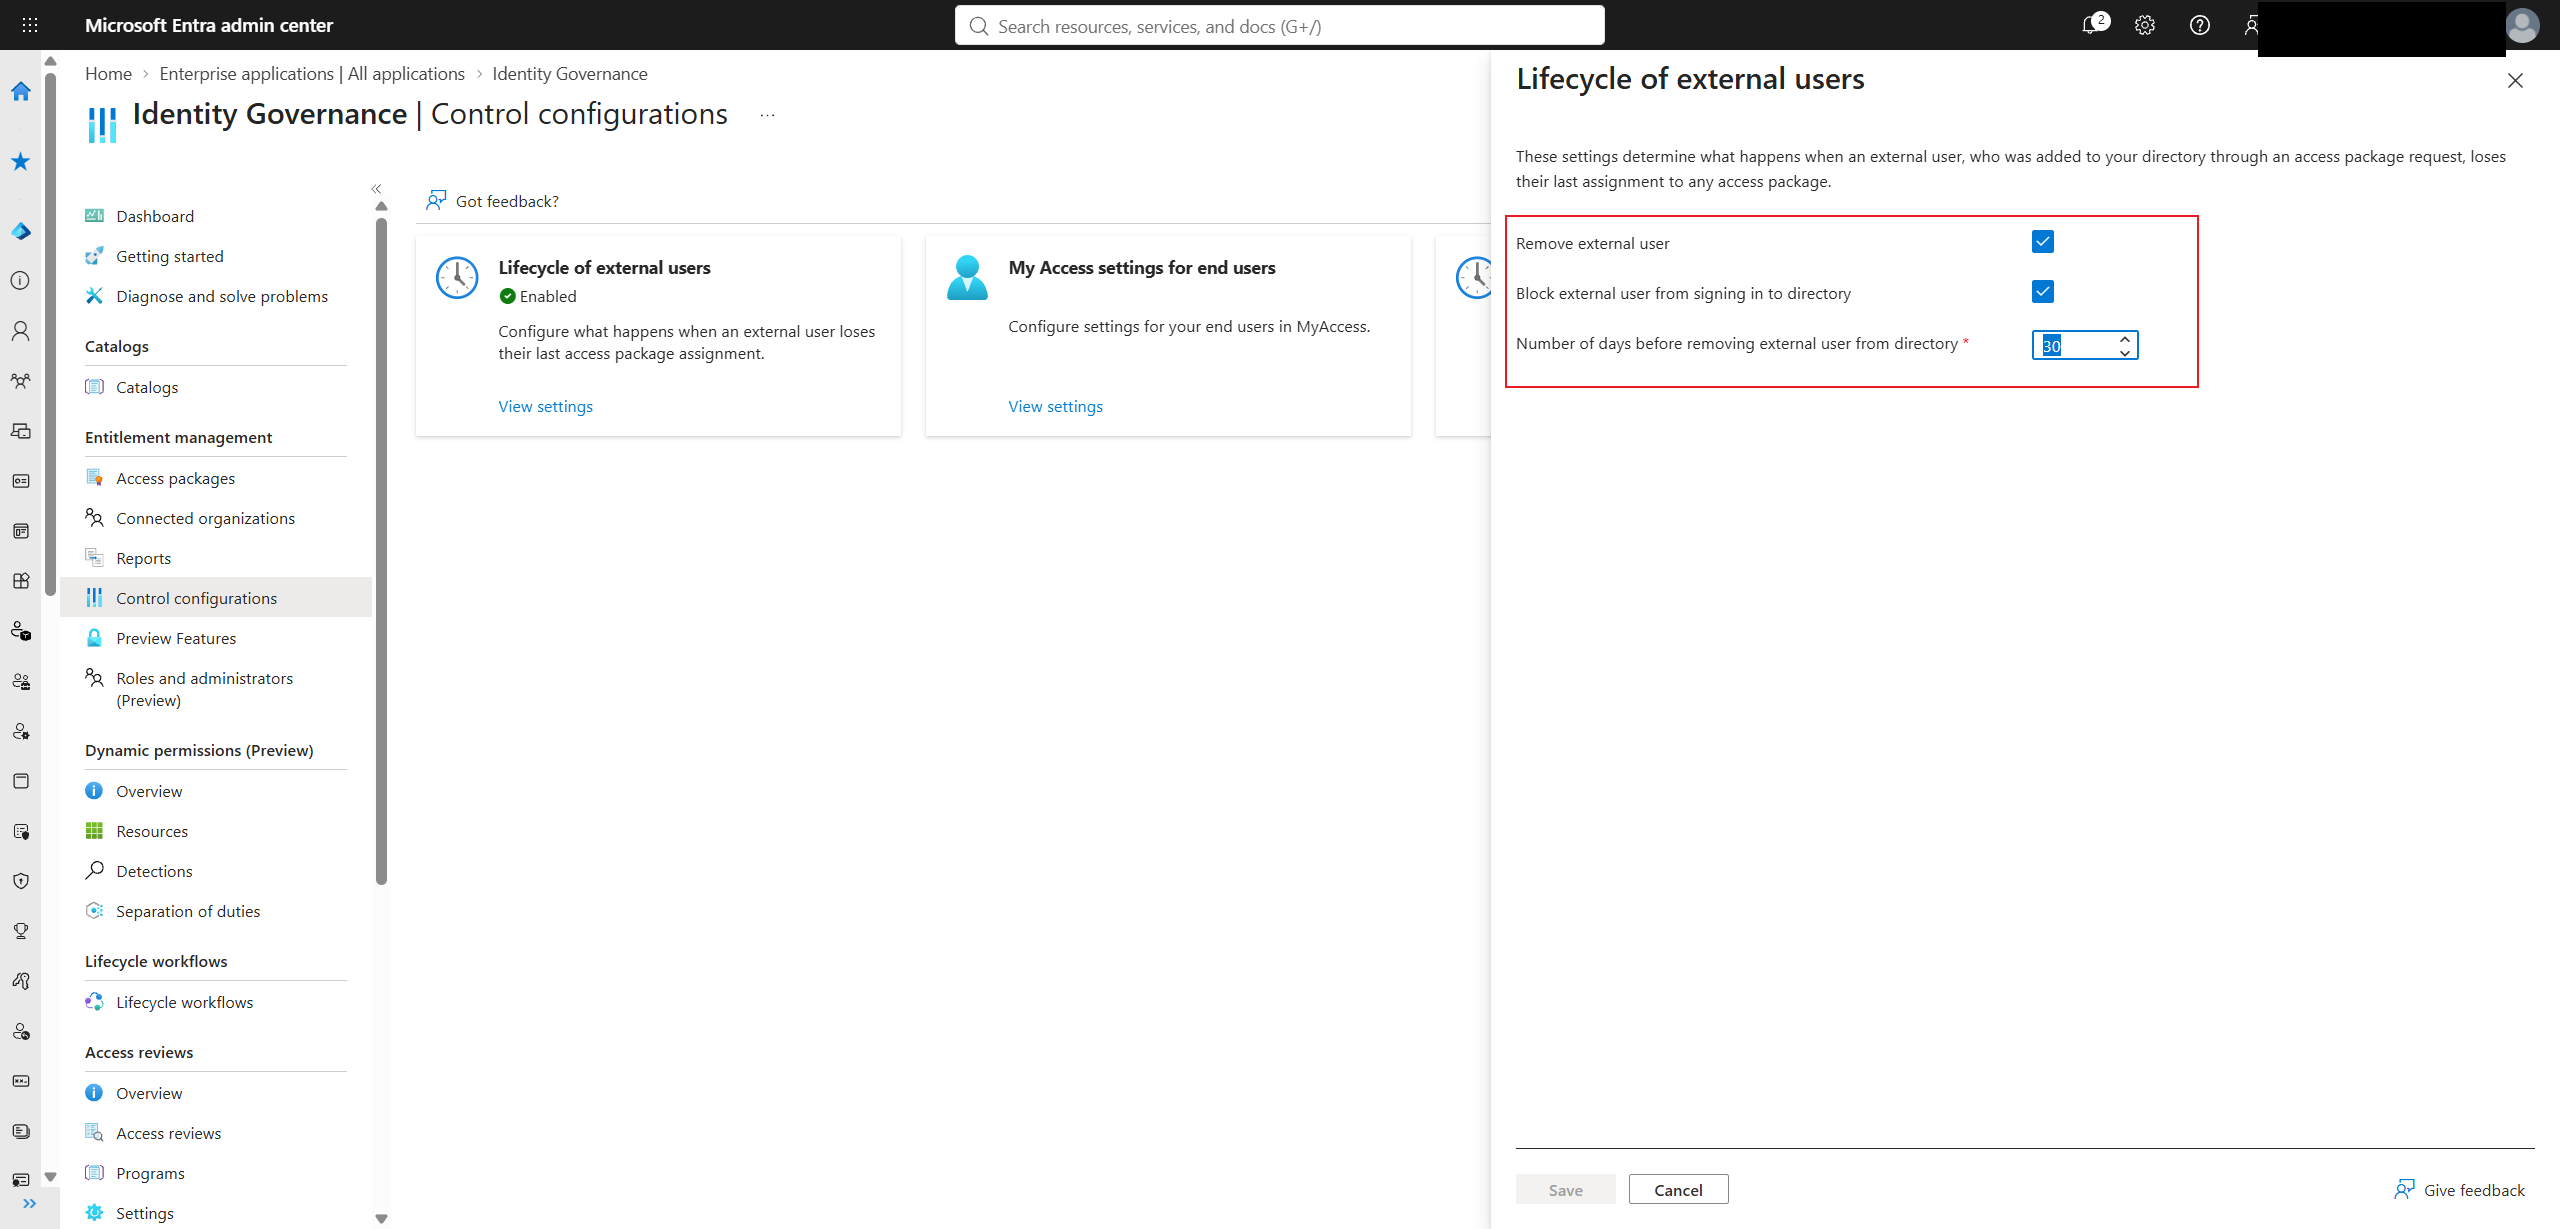 Microsoft Entra admin center
Search resources, services, and docs (G+/)
2
Home > Enterprise applications | All applications > Identity Governance
Identity Governance | Control configurations ...
Dashboard
Getting started
Diagnose and solve problems
Catalogs
Catalogs
Entitlement management
Access packages
Connected organizations
Reports
Control configurations
Preview Features
Roles and administrators
(Preview)
Dynamic permissions (Preview)
Overview
Resources
Detections
Separation of duties
Lifecycle workflows
Lifecycle workflows
Access reviews
Overview
Access reviews
Programs
Settings
Got feedback?
Lifecycle of external users
Enabled
Configure what happens when an external user loses
their last access package assignment.
View settings
My Access settings for end users
Configure settings for your end users in MyAccess.
View settings
Lifecycle of external users
These settings determine what happens when an external user, who was added to your directory through an access package request, loses
their last assignment to any access package.
Remove external user
Block external user from signing in to directory
Number of days before removing external user from directory *
30
Save
Cancel
Give feedback